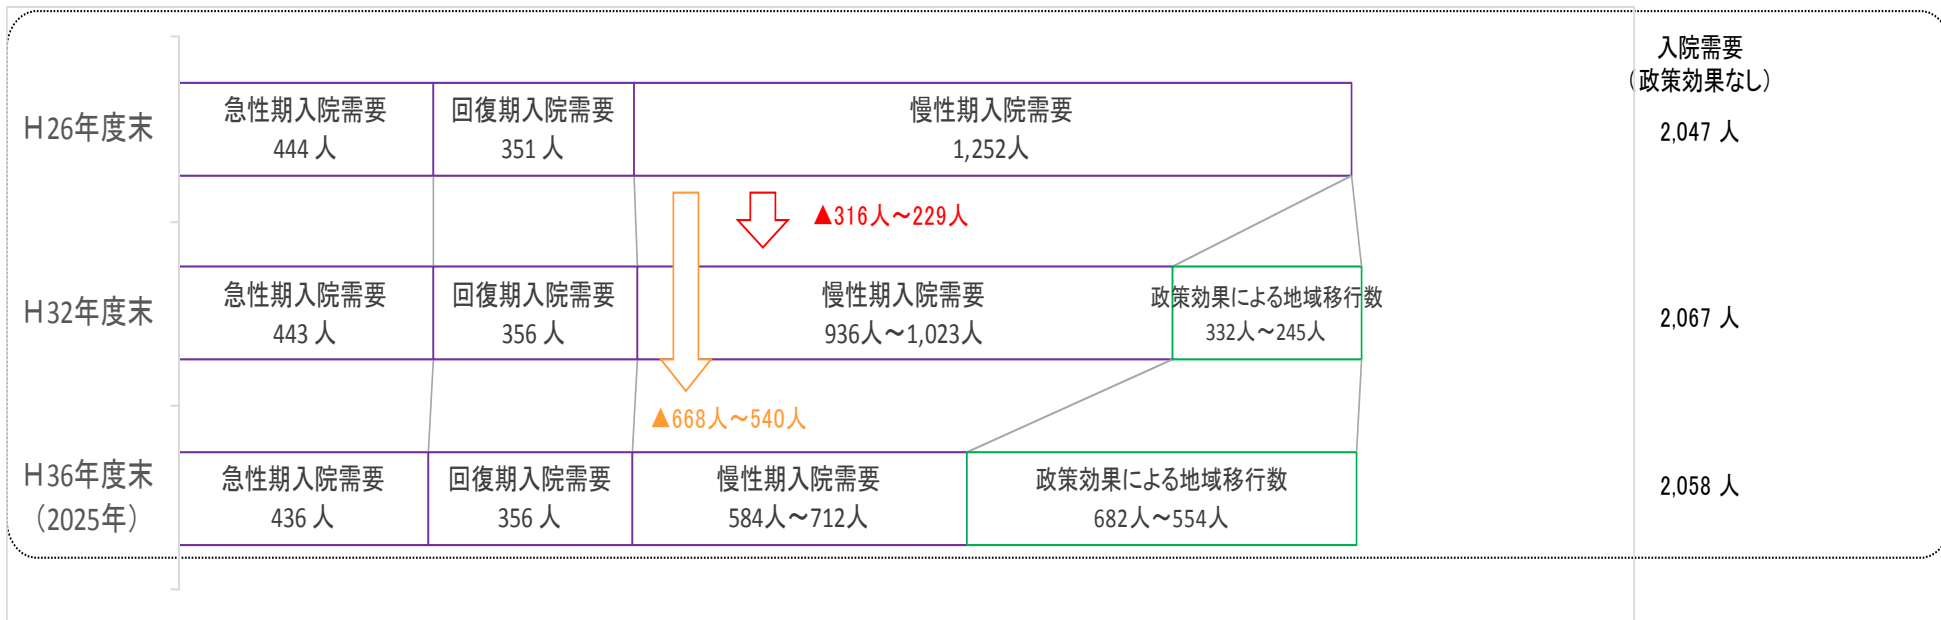 入院需要
（政策効果なし）
H26年度末
急性期入院需要
444 人
回復期入院需要
351 人
慢性期入院需要
1,252人
2,047 人
▲316人～229人
H32年度末
急性期入院需要
443 人
回復期入院需要
356 人
慢性期入院需要
936人～1,023人
政策効果による地域移行数
332人～245人
2,067 人
▲668人～540人
H36年度末
（2025年）
急性期入院需要
436 人
回復期入院需要
356 人
慢性期入院需要
584人～712人
政策効果による地域移行数
682人～554人
2,058 人